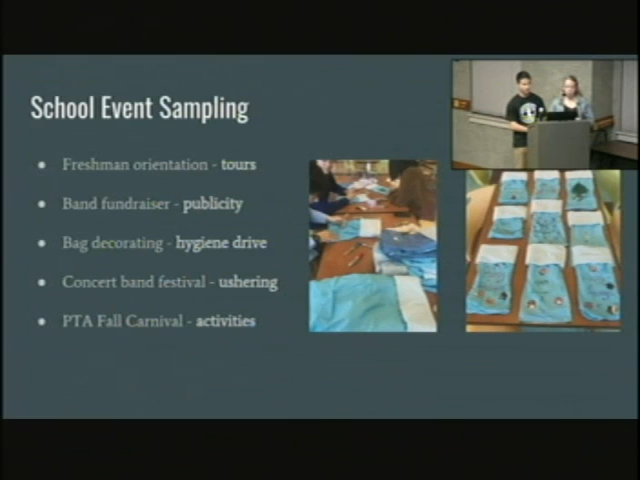 School Event Sampling
● Freshman orientation - tours
● Band fundraiser - publicity
● Bag decorating - hygiene drive
● Concert band festival - ushering
● PTA Fall Carnival - activities